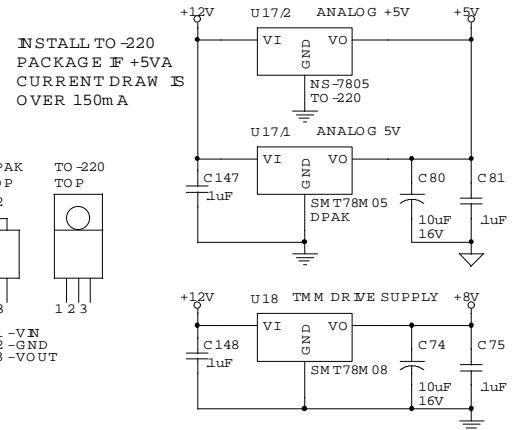 +12V U17/2 ANALOG +5V +5V
INSTALL TO-220
PACKAGE IF +5VA
CURRENT DRAW IS
OVER 150mA
VI GND VO
NS-7805
TO-220
U17/1 ANALOG 5V
VI GND VO
C147
.1uF
SMT78M05
DPAK
C80
10uF
16V
C81
.1uF
TO-220
TOP
1 2 3
-VIN
-GND
-VOUT
+12V U18 TMM DRIVE SUPPLY +8V
VI GND VO
C148
.1uF
SMT78M08
C74
10uF
16V
C75
.1uF